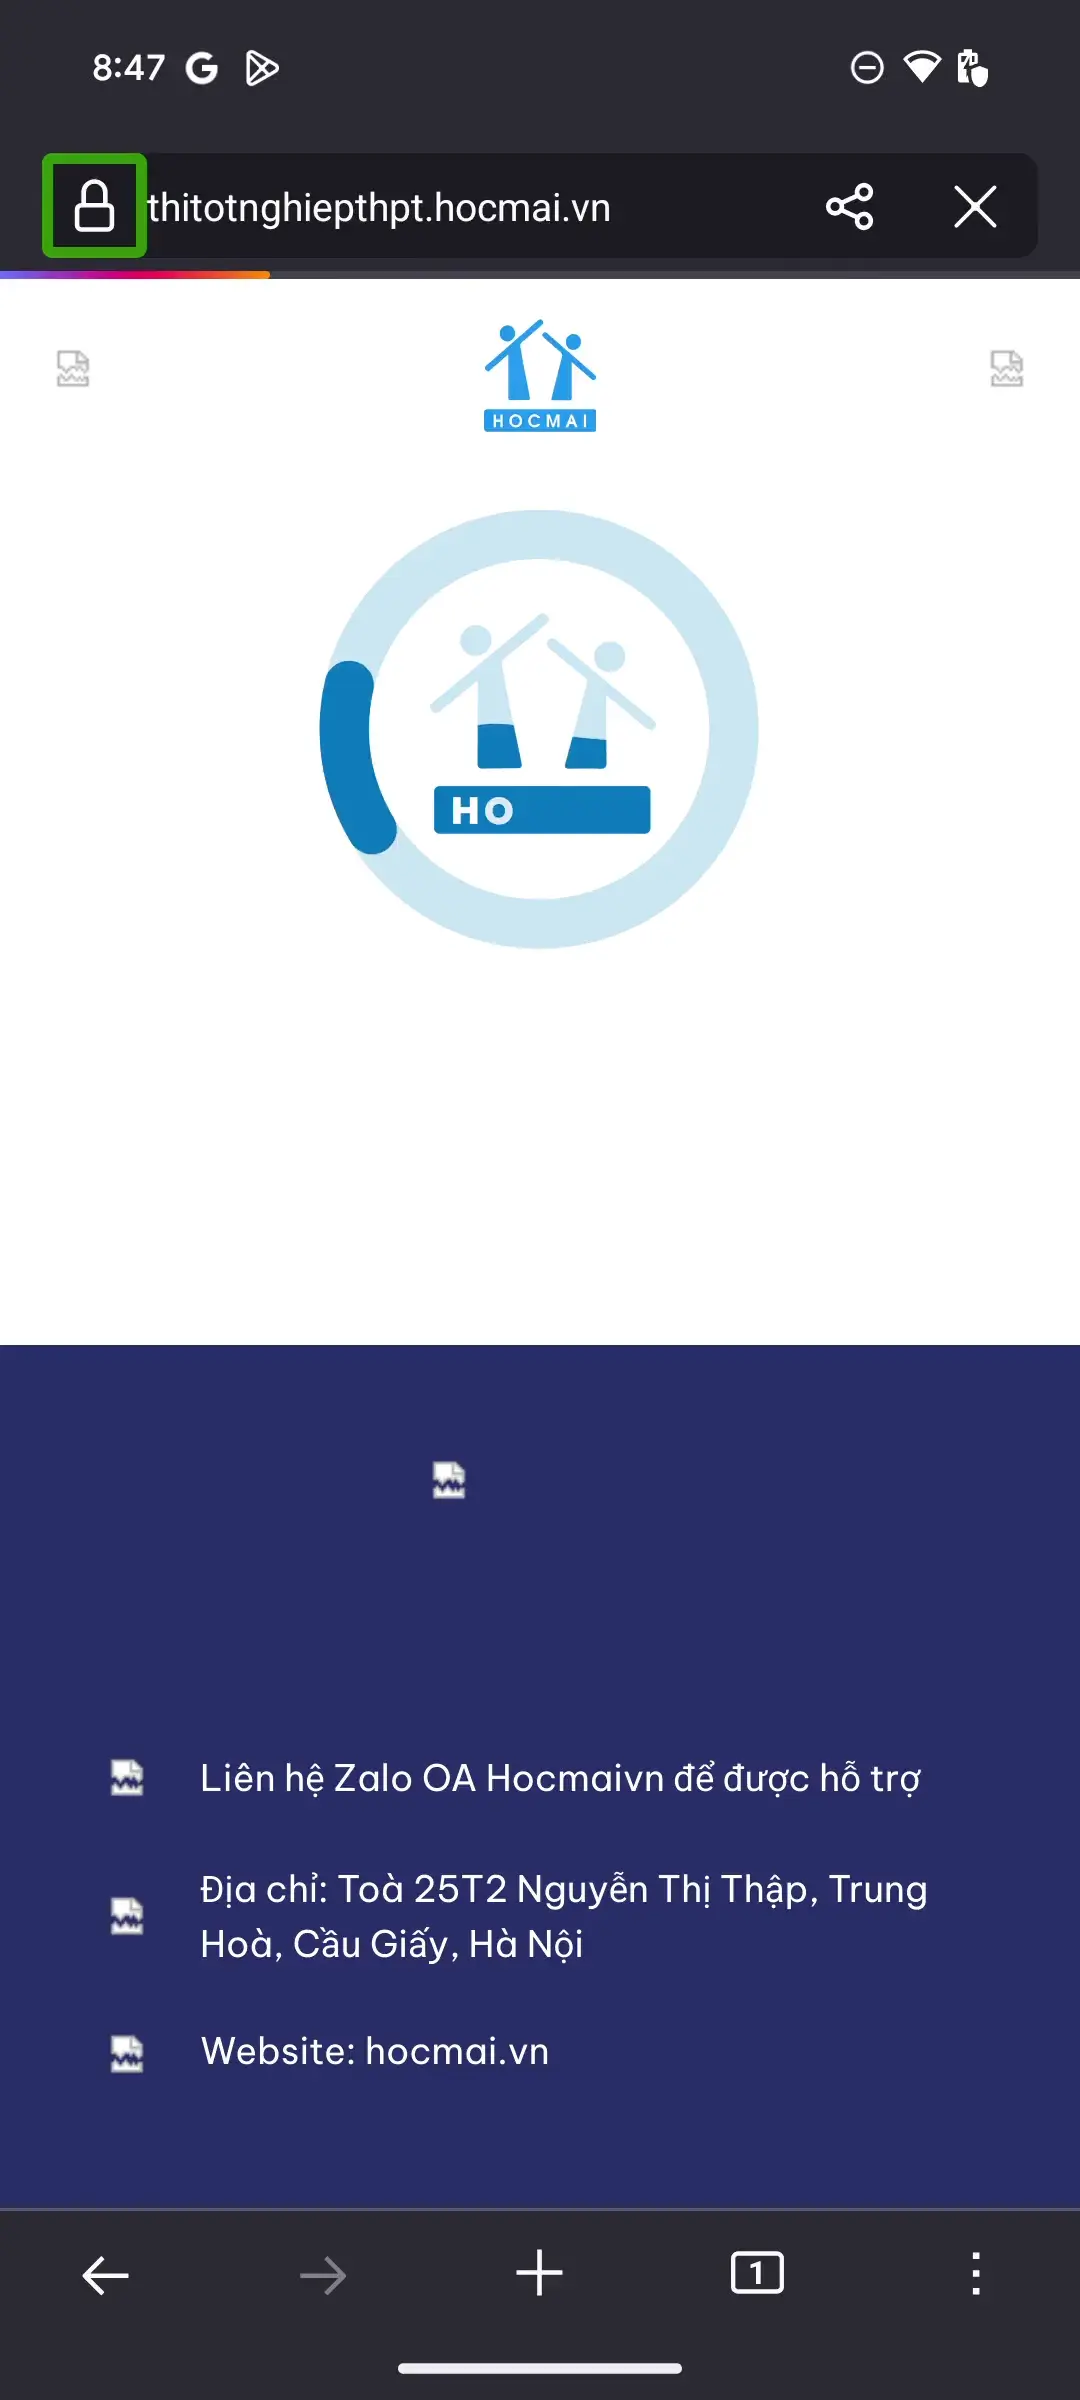 8:47
thitotnghiepthpt.hocmai.vn
HOCMAI
HO
Liên hệ Zalo OA Hocmaivn để được hỗ trợ
Địa chỉ: Toà 25T2 Nguyễn Thị Thập, Trung
Hoà, Cầu Giấy, Hà Nội
Website: hocmai.vn
1